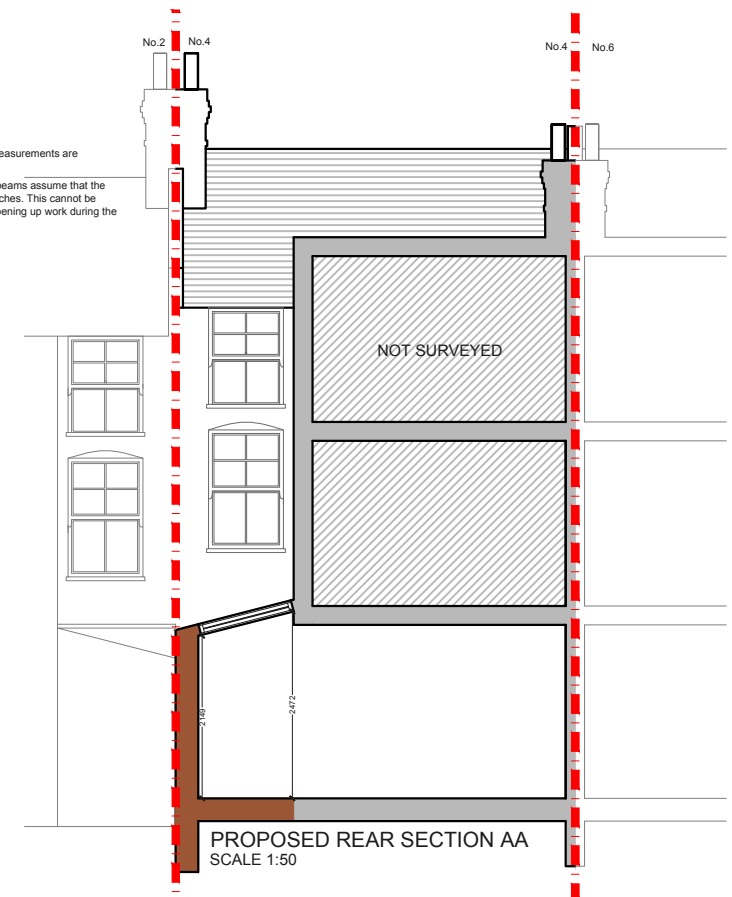 No.2
No.4
No.4
No.6
easurements are
eams assume that the
ches. This cannot be
pening up work during the
NOT SURVEYED
2149
2472
PROPOSED REAR SECTION AA
SCALE 1:50